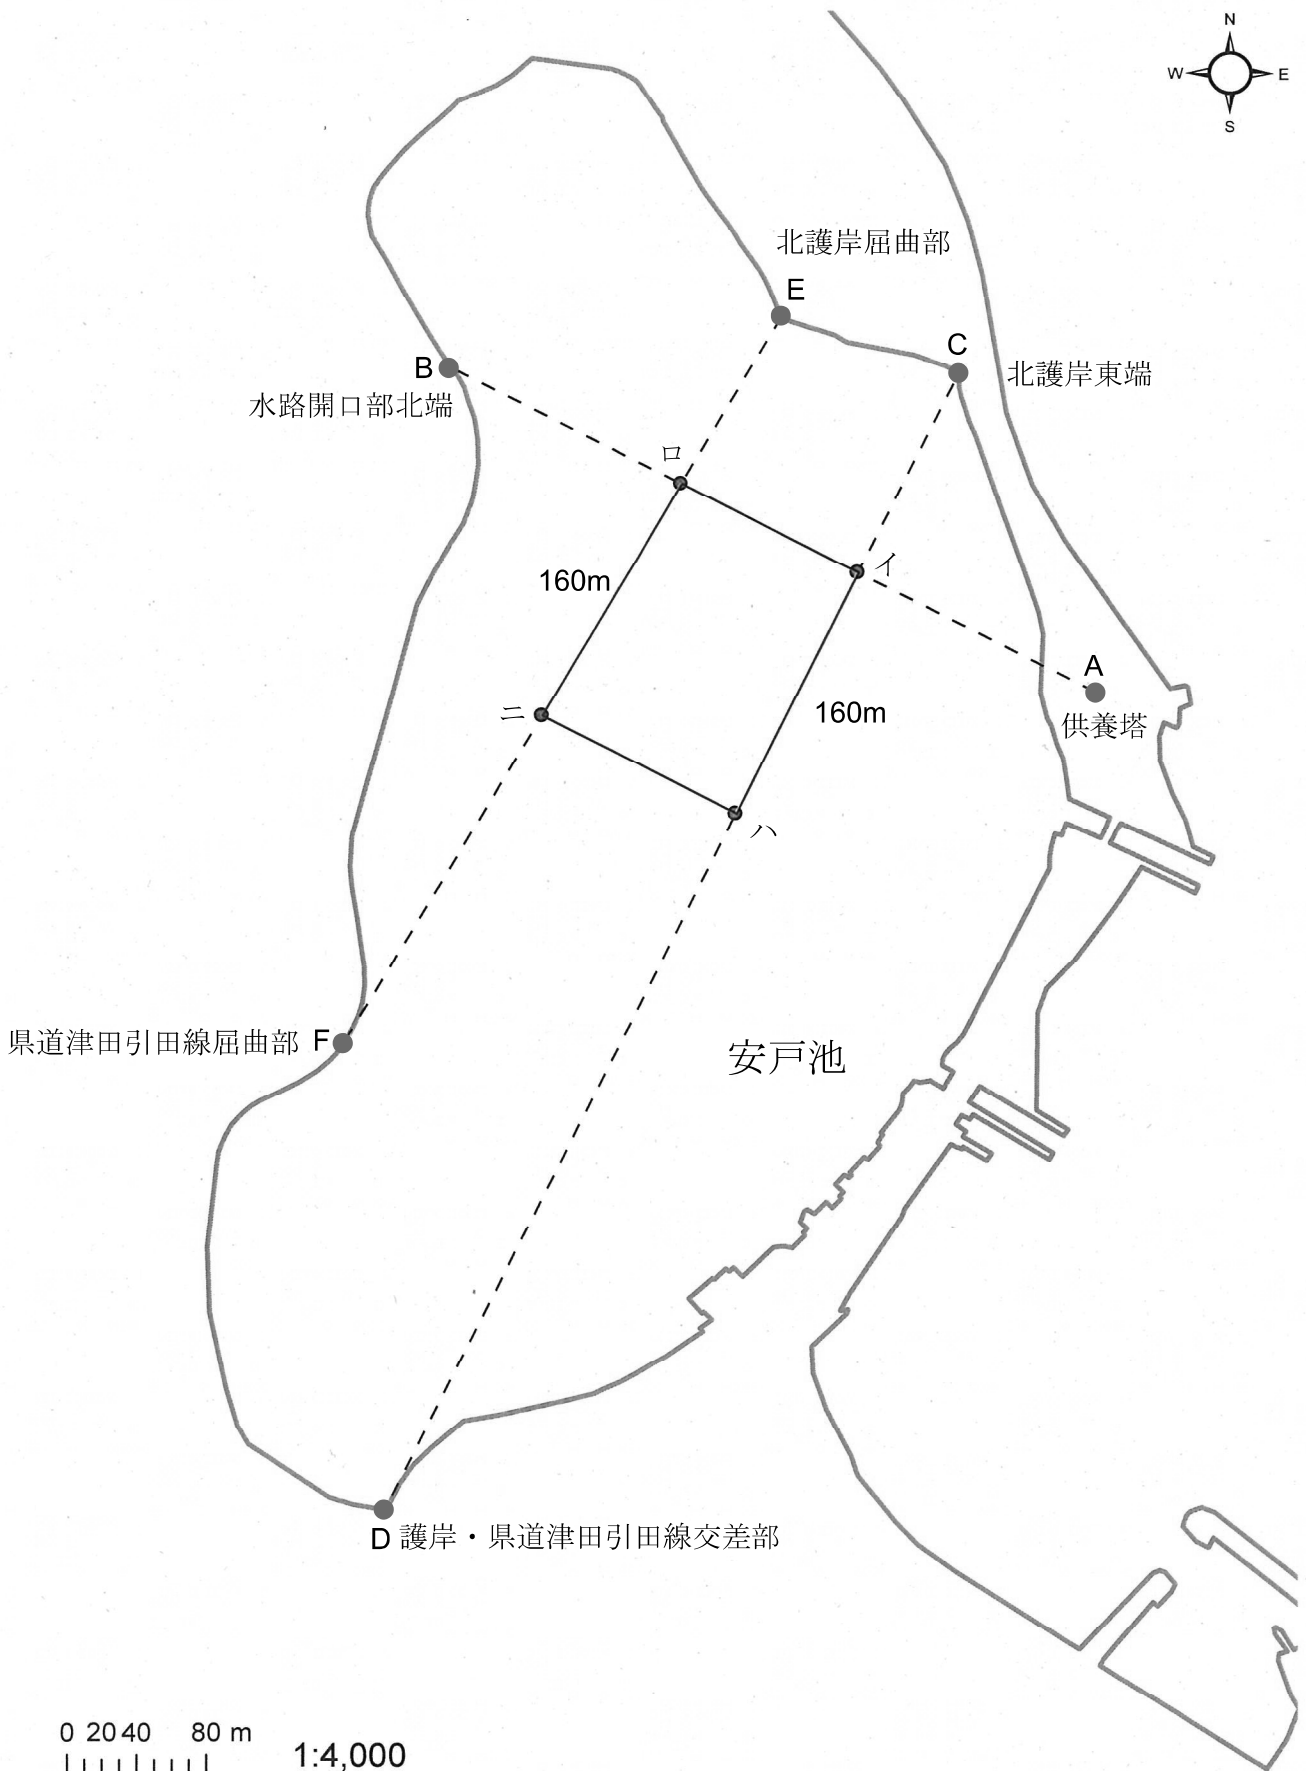 N
W E
S
北護岸屈曲部
E
C
北護岸東端
B
水路開口部北端
ロ
イ
160m
A
供養塔
ニ
160m
ハ
県道津田引田線屈曲部 F
安戸池
D 護岸・県道津田引田線交差部
0 20 40 80 m
1:4,000